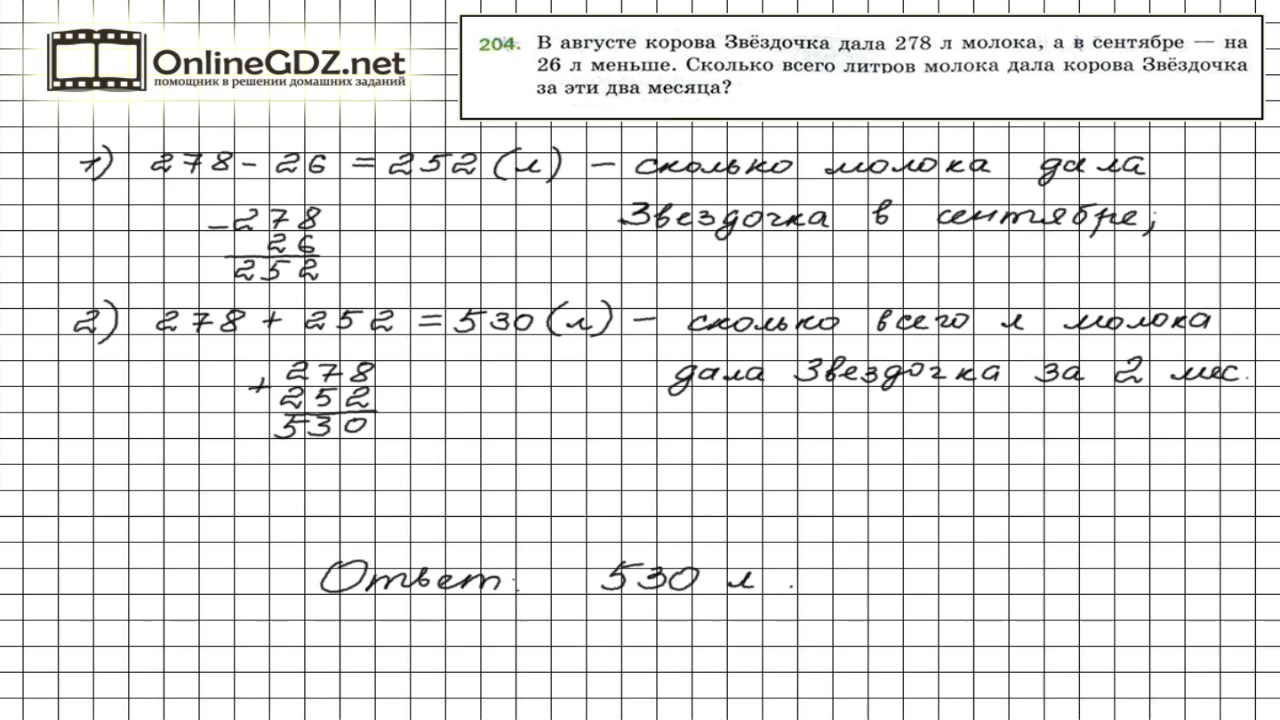 OnlineGDZ.net
помощник в решении домашних заданий
204. В августе корова Звёздочка дала 278 л молока, а в сентябре — на
26 л меньше. Сколько всего литров молока дала корова Звёздочка
за эти два месяца?
1) 278 - 26 = 252 (л) — сколько молока дала
Звездочка в сентябре;
- 278
26
252
2) 278 + 252 = 530 (л) — сколько всего л молока
дала Звездочка за 2 мес.
+ 278
252
530
Ответ: 530 л.